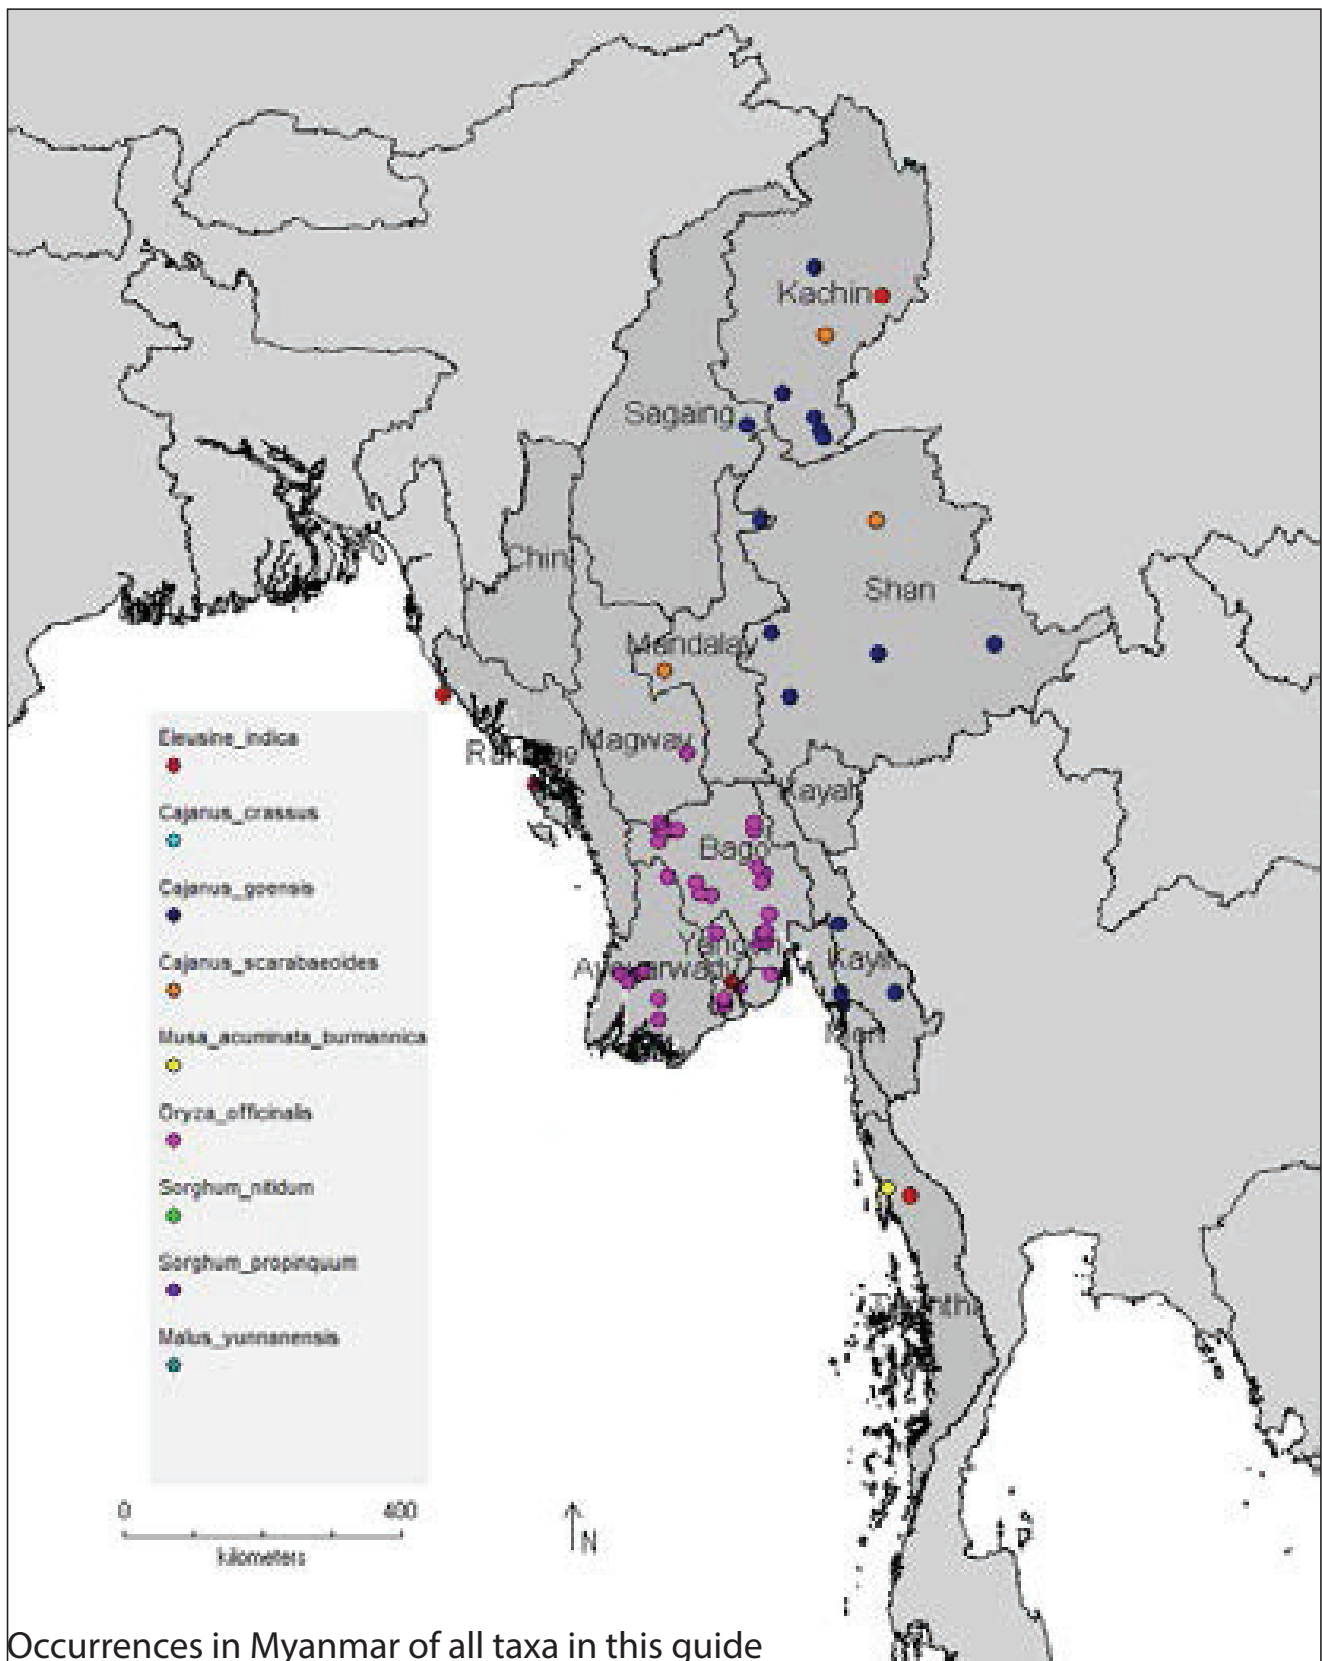 Kachin
Sagaing
Chin
Shan
Mandalay
Magway
Kayah
Bago
Yangon
Kayin
Mon
Eleusine_indica
Cajanus_crassus
Cajanus_goensis
Cajanus_scarabaeoides
Musa_acuminata_burmannica
Oryza_officinalis
Sorghum_nitidum
Sorghum_propinquum
Malus_yunnanensis
0 400
kilometers
N
Occurrences in Myanmar of all taxa in this guide